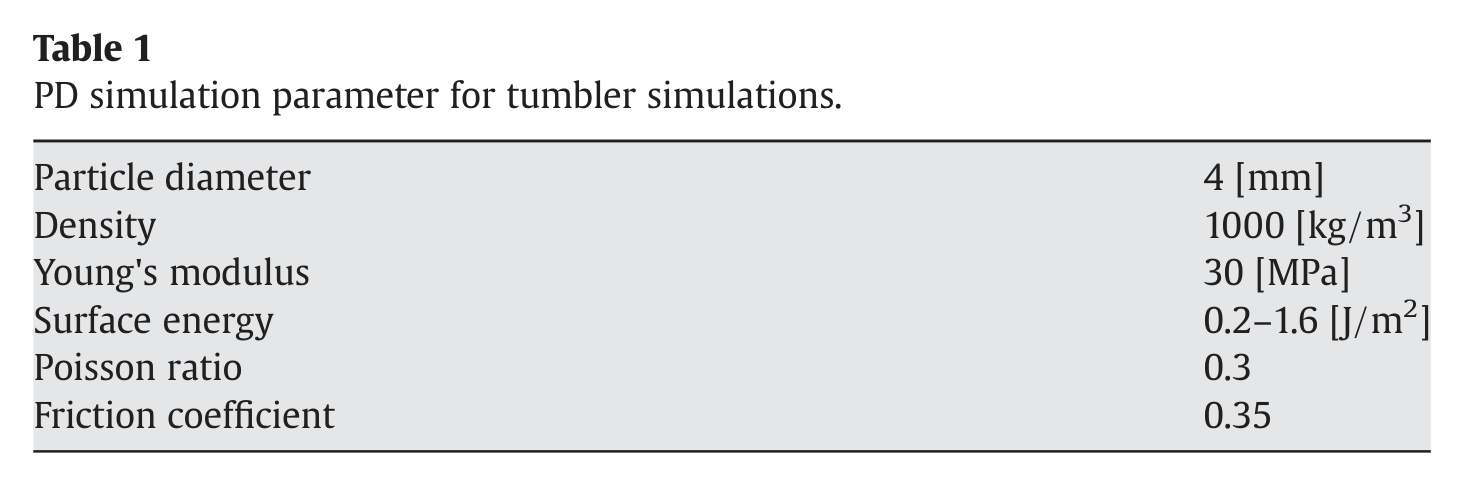 Table 1
PD simulation parameter for tumbler simulations.
Particle diameter 4 [mm]
Density 1000 [kg/m³]
Young's modulus 30 [MPa]
Surface energy 0.2–1.6 [J/m²]
Poisson ratio 0.3
Friction coefficient 0.35